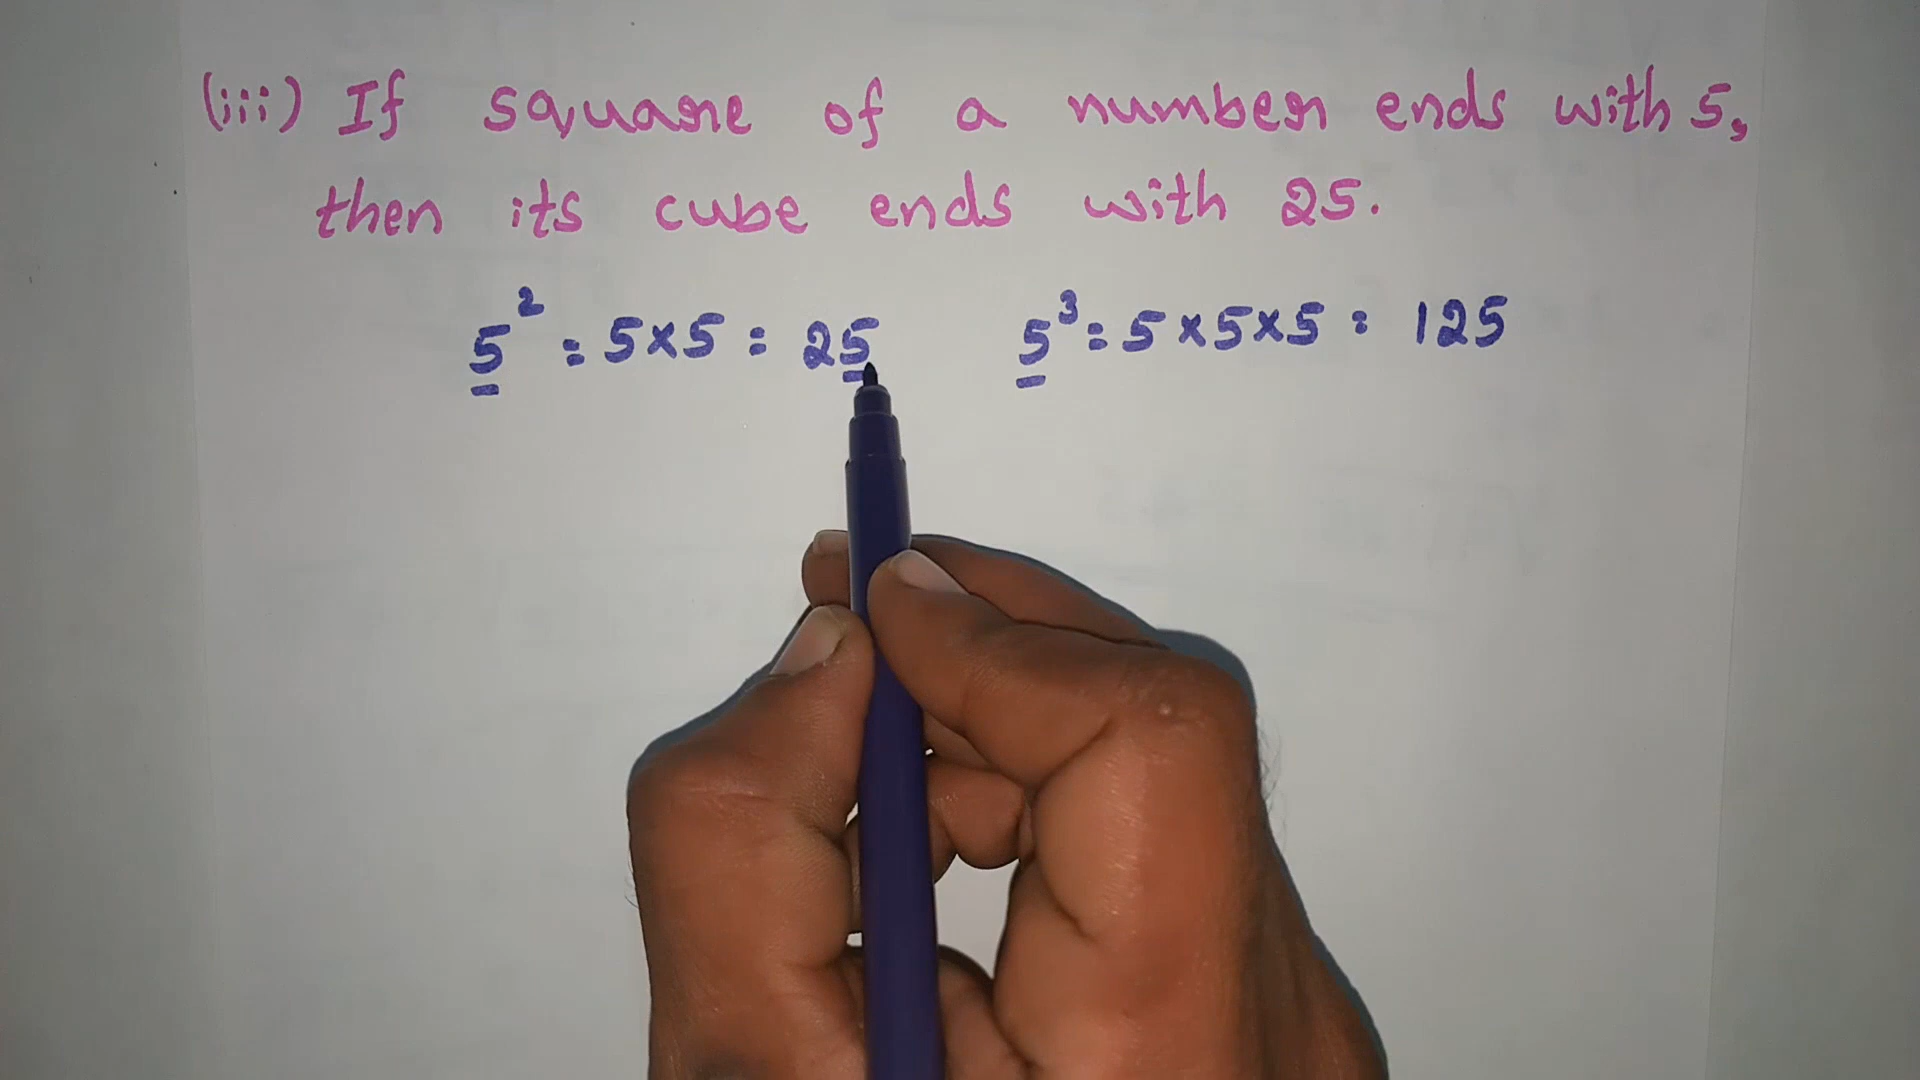 (iii) If square of a number ends with 5,
then its cube ends with 25.
5² = 5×5 = 25 5³ = 5×5×5 = 125